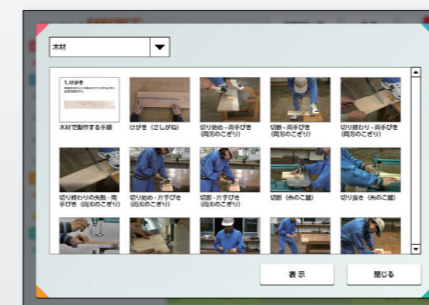 木材
1.けがき
木材で製作する手順
けがき（さしがね）
切り始め - 両手びき
（両刃のこぎり）
切断 - 両手びき
（両刃のこぎり）
切り終わり - 両手びき
（両刃のこぎり）
切り終わりの失敗 - 両
手びき（両刃のこぎり）
切り始め - 片手びき
（両刃のこぎり）
切断 - 片手びき
（両刃のこぎり）
切断（糸のこ盤）
切り抜き（糸のこ盤）
表 示
閉じる